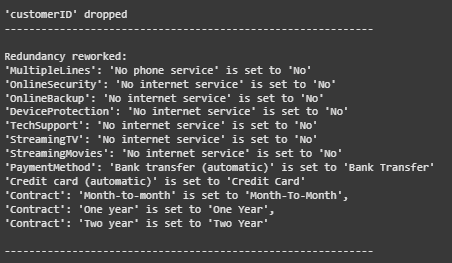 'customerID' dropped
---------------------------------------------------------------
Redundancy reworked:
'MultipleLines': 'No phone service' is set to 'No'
'OnlineSecurity': 'No internet service' is set to 'No'
'OnlineBackup': 'No internet service' is set to 'No'
'DeviceProtection': 'No internet service' is set to 'No'
'TechSupport': 'No internet service' is set to 'No'
'StreamingTV': 'No internet service' is set to 'No'
'StreamingMovies': 'No internet service' is set to 'No'
'PaymentMethod': 'Bank transfer (automatic)' is set to 'Bank Transfer'
'Credit card (automatic)' is set to 'Credit Card'
'Contract': 'Month-to-month' is set to 'Month-To-Month',
'Contract': 'One year' is set to 'One Year',
'Contract': 'Two year' is set to 'Two Year'
---------------------------------------------------------------